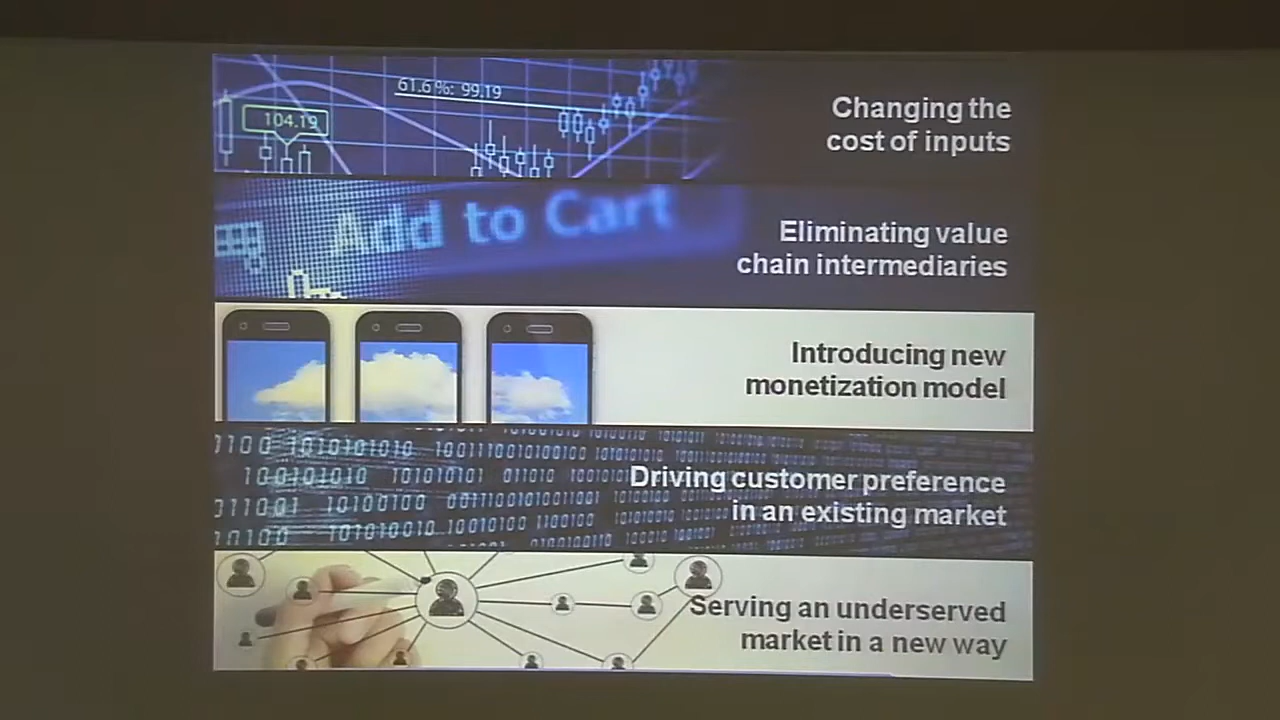 61.6%: 99.19
104.19
Changing the
cost of inputs
Add to Cart
Eliminating value
chain intermediaries
Introducing new
monetization model
Driving customer preference
in an existing market
Serving an underserved
market in a new way